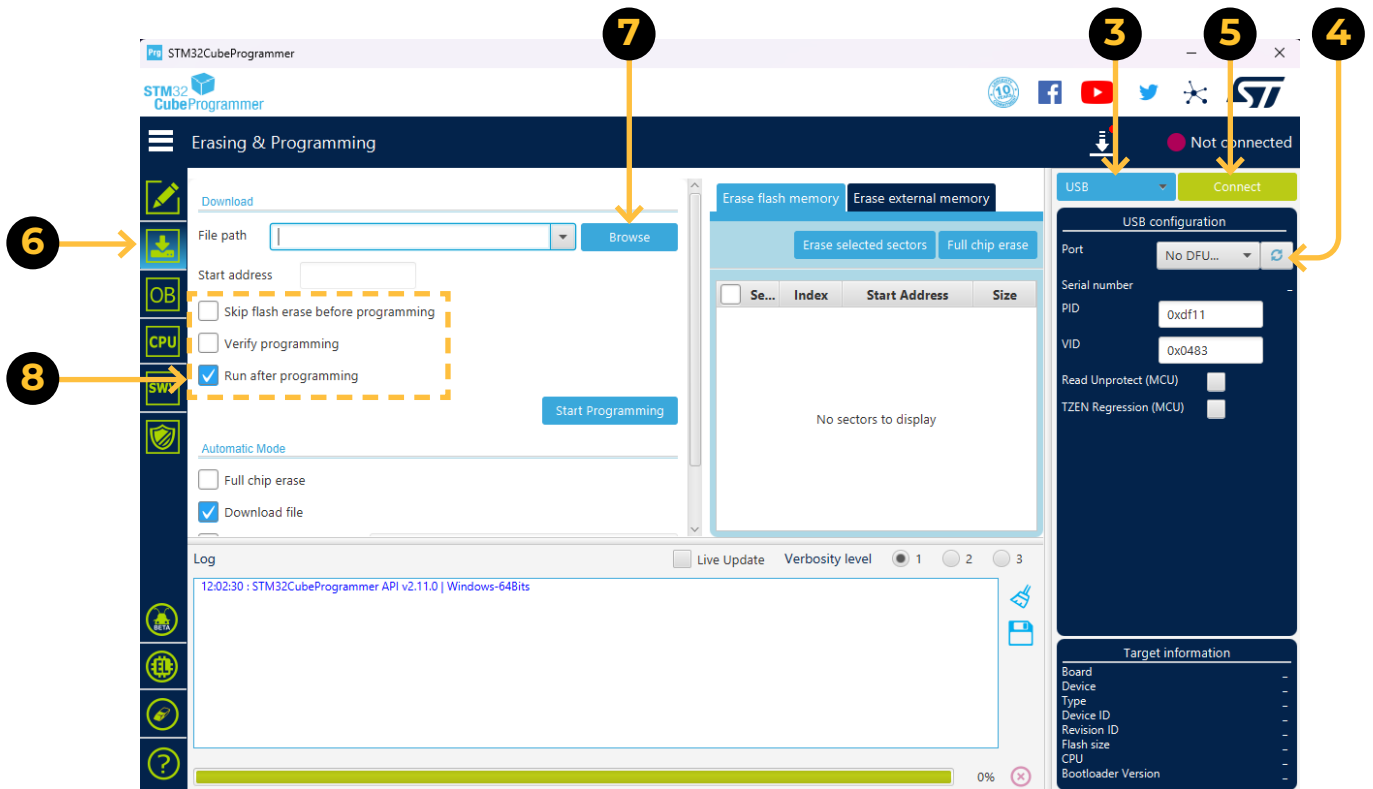 7
3
5
4
Prg STM32CubeProgrammer
STM32
CubeProgrammer
10
Erasing & Programming
Not connected
Download
Erase flash memory
Erase external memory
USB
Connect
6
File path
Browse
USB configuration
Erase selected sectors
Full chip erase
Port
No DFU...
Start address
Serial number
-
OB
Skip flash erase before programming
Se...
Index
Start Address
Size
PID
0xdf11
CPU
Verify programming
VID
0x0483
8
SWV
Run after programming
Read Unprotect (MCU)
TZEN Regression (MCU)
Start Programming
No sectors to display
Automatic Mode
Full chip erase
Download file
Log
Live Update
Verbosity level
1
2
3
12:02:30 : STM32CubeProgrammer API v2.11.0 | Windows-64Bits
BETA
Target information
Board
-
Device
-
Type
-
Device ID
-
Revision ID
-
Flash size
-
CPU
-
Bootloader Version
-
?
0%